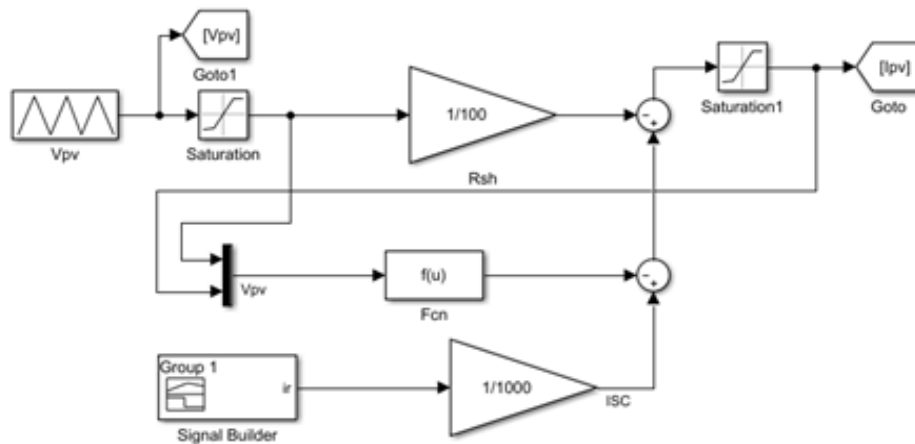 [Vpv]
Goto1
Vpv
Saturation
1/100
Saturation1
[Ipv]
Goto
Rsh
Vpv
f(u)
Fcn
Group 1
ir
Signal Builder
1/1000
ISC